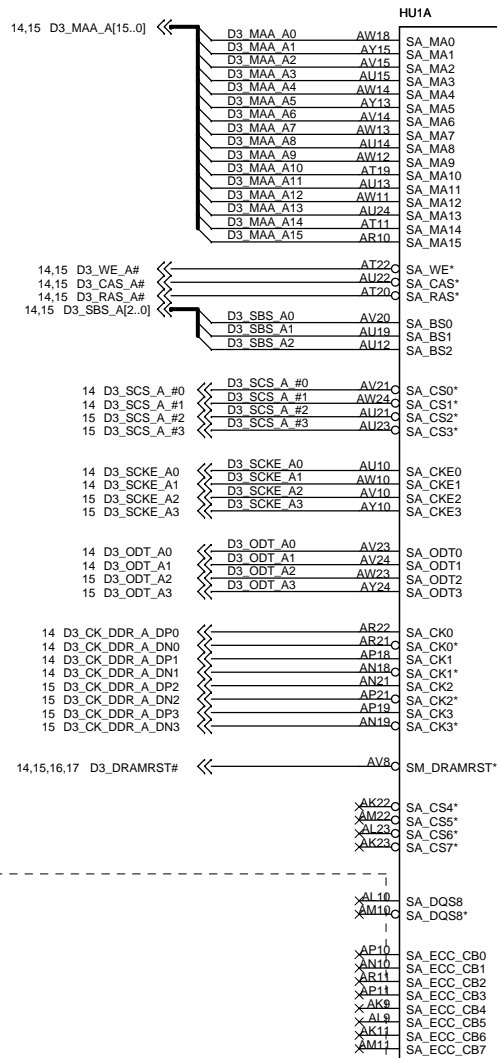 HU1A
14,15 D3_MAA_A[15..0]
D3_MAA_A0 AW18 SA_MA0
D3_MAA_A1 AY15 SA_MA1
D3_MAA_A2 AV15 SA_MA2
D3_MAA_A3 AU15 SA_MA3
D3_MAA_A4 AW14 SA_MA4
D3_MAA_A5 AY13 SA_MA5
D3_MAA_A6 AV14 SA_MA6
D3_MAA_A7 AW13 SA_MA7
D3_MAA_A8 AU14 SA_MA8
D3_MAA_A9 AW12 SA_MA9
D3_MAA_A10 AT19 SA_MA10
D3_MAA_A11 AU13 SA_MA11
D3_MAA_A12 AW11 SA_MA12
D3_MAA_A13 AU24 SA_MA13
D3_MAA_A14 AT11 SA_MA14
D3_MAA_A15 AR10 SA_MA15
14,15 D3_WE_A# AT22 SA_WE*
14,15 D3_CAS_A# AU22 SA_CAS*
14,15 D3_RAS_A# AT20 SA_RAS*
14,15 D3_SBS_A[2..0]
D3_SBS_A0 AV20 SA_BS0
D3_SBS_A1 AU19 SA_BS1
D3_SBS_A2 AU12 SA_BS2
14 D3_SCS_A_#0 D3_SCS_A_#0 AV21 SA_CS0*
14 D3_SCS_A_#1 D3_SCS_A_#1 AW24 SA_CS1*
15 D3_SCS_A_#2 D3_SCS_A_#2 AU21 SA_CS2*
15 D3_SCS_A_#3 D3_SCS_A_#3 AU23 SA_CS3*
14 D3_SCKE_A0 D3_SCKE_A0 AU10 SA_CKE0
14 D3_SCKE_A1 D3_SCKE_A1 AW10 SA_CKE1
15 D3_SCKE_A2 D3_SCKE_A2 AV10 SA_CKE2
15 D3_SCKE_A3 D3_SCKE_A3 AY10 SA_CKE3
14 D3_ODT_A0 D3_ODT_A0 AV23 SA_ODT0
14 D3_ODT_A1 D3_ODT_A1 AV24 SA_ODT1
15 D3_ODT_A2 D3_ODT_A2 AW23 SA_ODT2
15 D3_ODT_A3 D3_ODT_A3 AY24 SA_ODT3
14 D3_CK_DDR_A_DP0 AR22 SA_CK0
14 D3_CK_DDR_A_DN0 AR21 SA_CK0*
14 D3_CK_DDR_A_DP1 AP18 SA_CK1
14 D3_CK_DDR_A_DN1 AN18 SA_CK1*
15 D3_CK_DDR_A_DP2 AN21 SA_CK2
15 D3_CK_DDR_A_DN2 AP21 SA_CK2*
15 D3_CK_DDR_A_DP3 AP19 SA_CK3
15 D3_CK_DDR_A_DN3 AN19 SA_CK3*
14,15,16,17 D3_DRAMRST# AV8 SM_DRAMRST*
AK22 SA_CS4*
AM22 SA_CS5*
AL23 SA_CS6*
AK23 SA_CS7*
AL10 SA_DQS8
AM10 SA_DQS8*
AP10 SA_ECC_CB0
AN10 SA_ECC_CB1
AR11 SA_ECC_CB2
AP11 SA_ECC_CB3
AK9 SA_ECC_CB4
AL9 SA_ECC_CB5
AK11 SA_ECC_CB6
AM11 SA_ECC_CB7